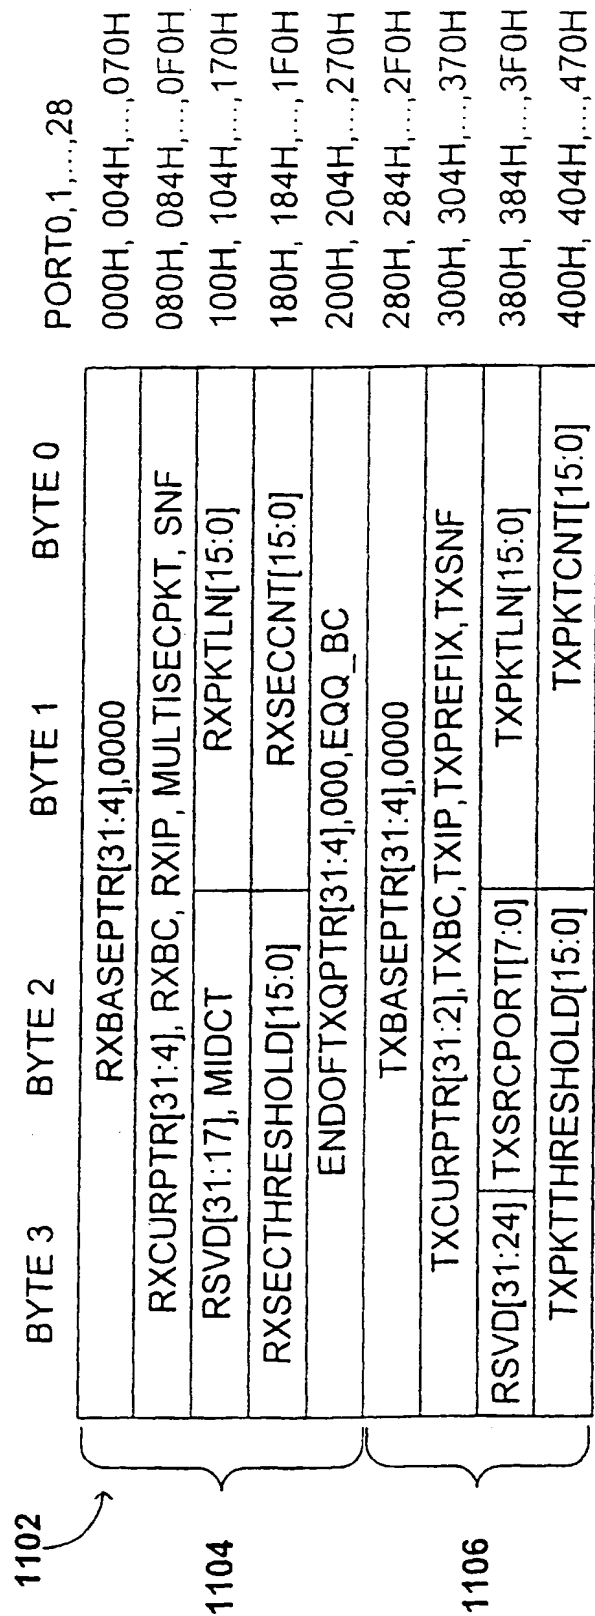 1102
BYTE 3 BYTE 2 BYTE 1 BYTE 0 PORT0,1,...,28
RXBASEPTR[31:4],0000 000H, 004H,...,070H
RXCURPTR[31:4], RXBC, RXIP, MULTISECPKT, SNF 080H, 084H,...,0F0H
RSVD[31:17], MIDCT RXPKTLN[15:0] 100H, 104H,...,170H
RXSECTHRESHOLD[15:0] RXSECCNT[15:0] 180H, 184H,...,1F0H
ENDOFTXQPTR[31:4],000,EQQ_BC 200H, 204H,...,270H
TXBASEPTR[31:4],0000 280H, 284H,...,2F0H
TXCURPTR[31:2],TXBC,TXIP,TXPREFIX,TXSNF 300H, 304H,...,370H
RSVD[31:24] TXSRCPORT[7:0] TXPKTLN[15:0] 380H, 384H,...,3F0H
TXPKTTHRESHOLD[15:0] TXPKTCNT[15:0] 400H, 404H,...,470H
1104
1106